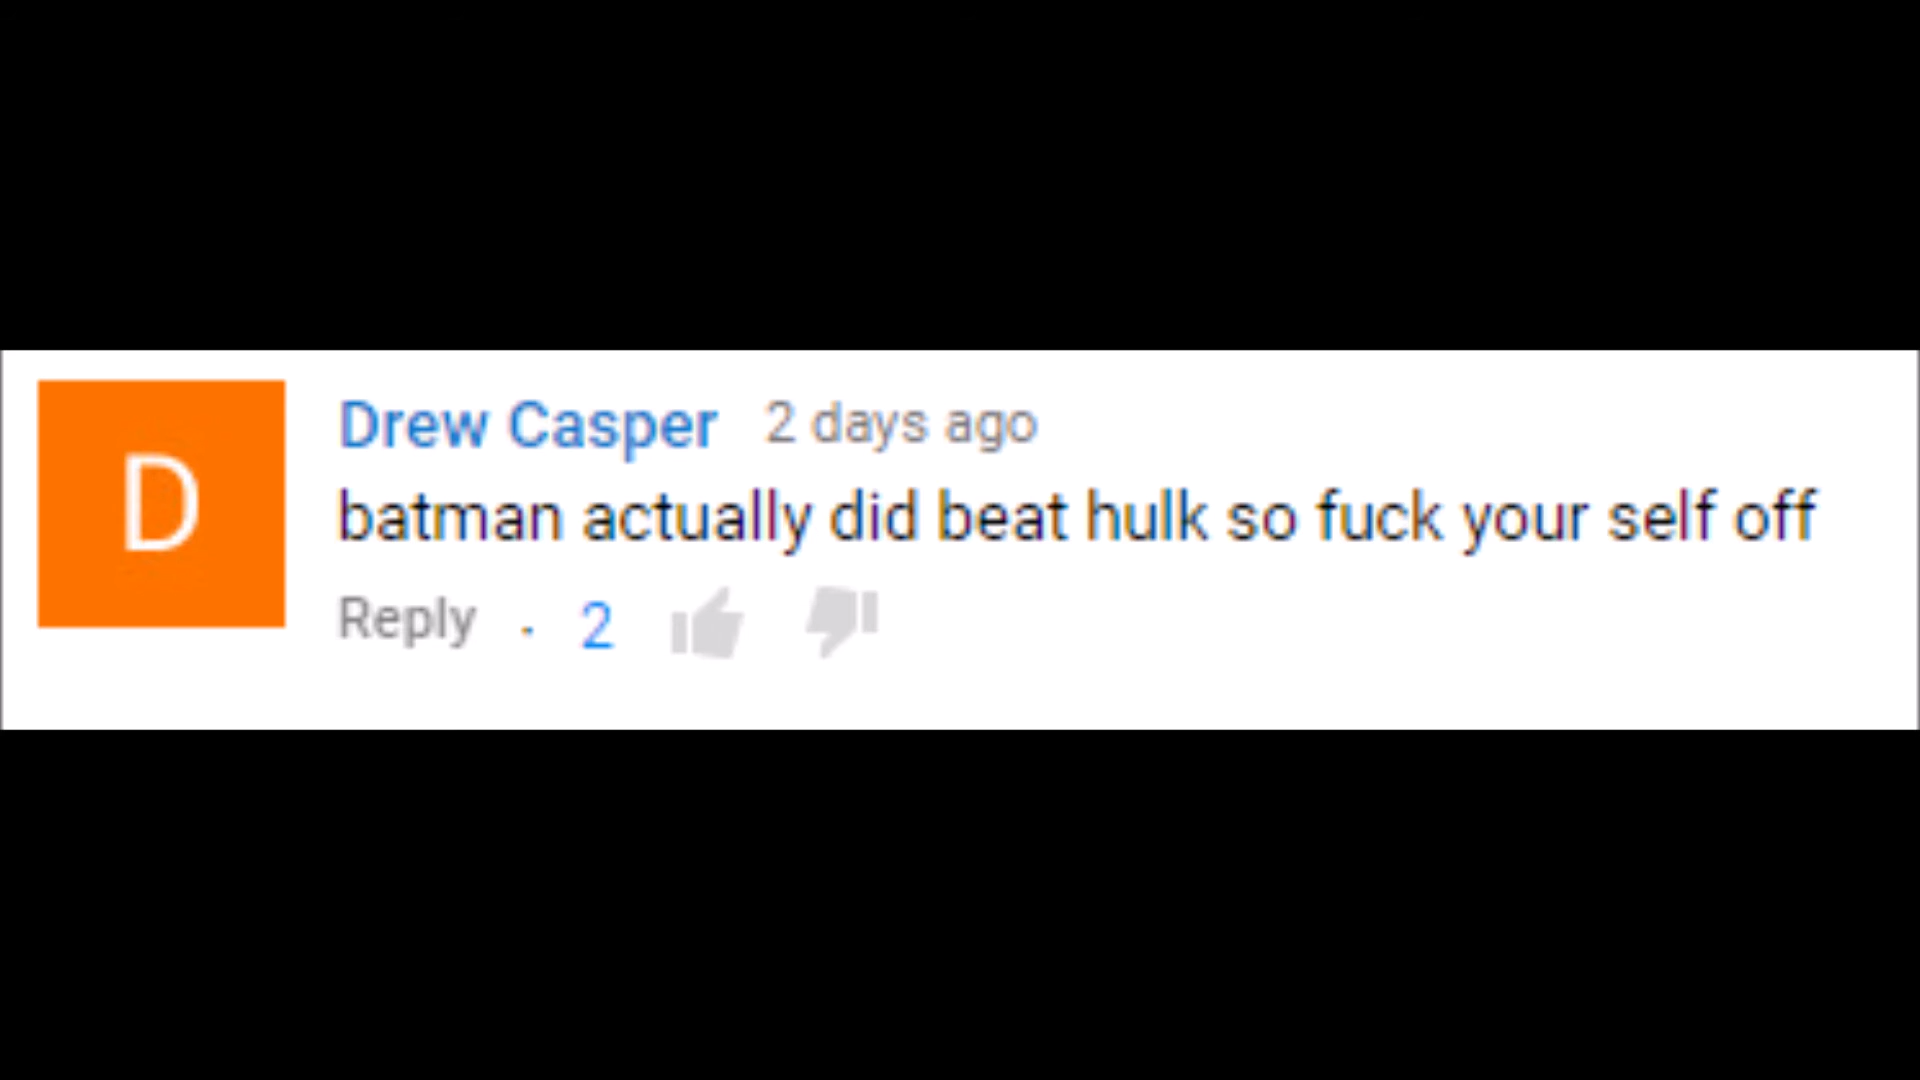 D
Drew Casper 2 days ago
batman actually did beat hulk so fuck your self off
Reply · 2